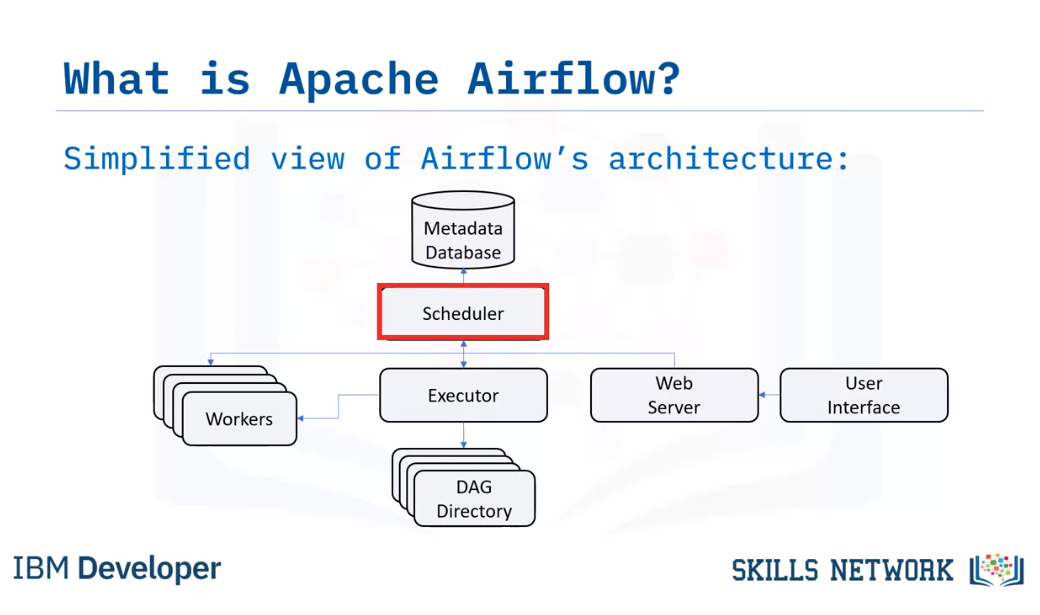 What is Apache Airflow?
Simplified view of Airflow’s architecture:
Metadata
Database
Scheduler
Workers
Executor
Web
Server
User
Interface
DAG
Directory
IBM Developer
SKILLS NETWORK